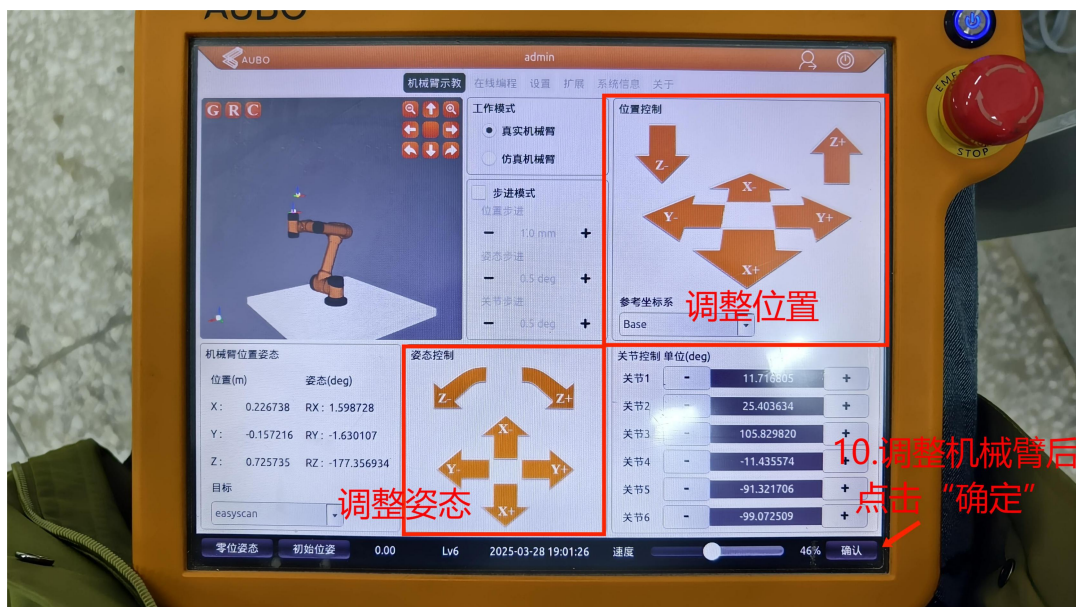 AUBO
AUBO
admin
机械臂示教 在线编程 设置 扩展 系统信息 关于
G R C
工作模式
真实机械臂
仿真机械臂
步进模式
位置步进
- 1.0 mm +
姿态步进
- 0.5 deg +
关节步进
- 0.5 deg +
位置控制
Z-
Z+
X-
Y-
Y+
X+
参考坐标系
Base
调整位置
机械臂位置姿态
位置(m) 姿态(deg)
X: 0.226738 RX: 1.598728
Y: -0.157216 RY: -1.630107
Z: 0.725735 RZ: -177.356934
目标
easyscan
姿态控制
Z-
Z+
X-
Y-
Y+
X+
调整姿态
关节控制 单位(deg)
关节1 - 11.716805 +
关节2 - 25.403634 +
关节3 - 105.829820 +
关节4 - -11.435574 +
关节5 - -91.321706 +
关节6 - -99.072509 +
10.调整机械臂后
点击“确定”
零位姿态 初始位姿 0.00 Lv6 2025-03-28 19:01:26 速度 46% 确认
STOP